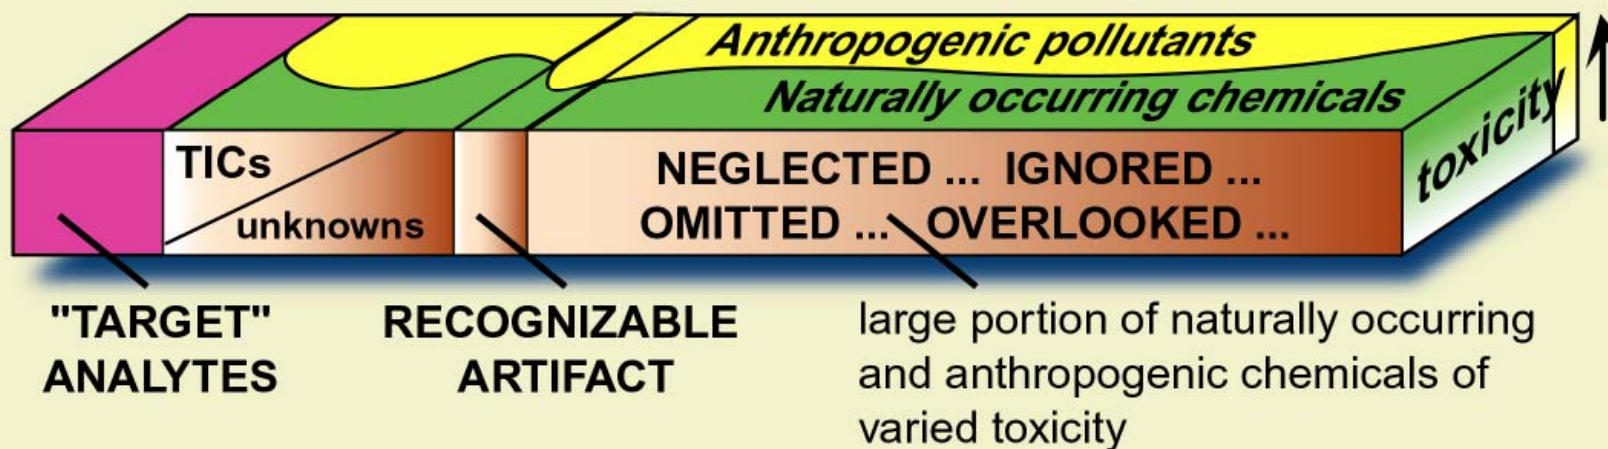 Anthropogenic pollutants
Naturally occurring chemicals
toxicity
TICs
unknowns
NEGLECTED ... IGNORED ...
OMITTED ... OVERLOOKED ...
"TARGET"
ANALYTES
RECOGNIZABLE
ARTIFACT
large portion of naturally occurring
and anthropogenic chemicals of
varied toxicity